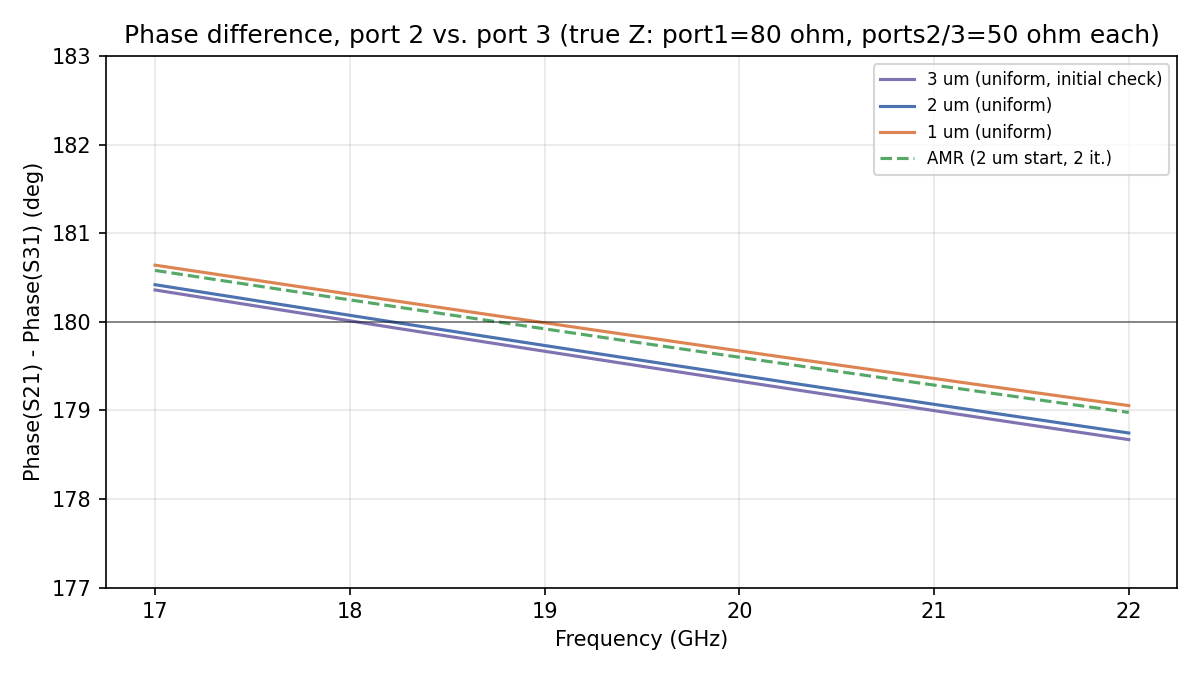 Phase difference, port 2 vs. port 3 (true Z: port1=80 ohm, ports2/3=50 ohm each)
3 um (uniform, initial check)
2 um (uniform)
1 um (uniform)
AMR (2 um start, 2 it.)
Phase(S21) - Phase(S31) (deg)
183
182
181
180
179
178
177
17 18 19 20 21 22
Frequency (GHz)